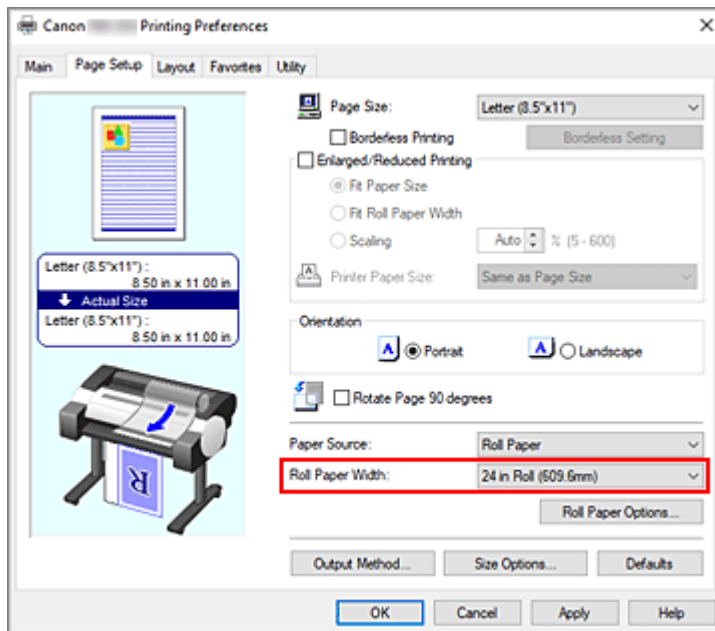 Canon Printing Preferences
Main Page Setup Layout Favorites Utility
Page Size: Letter (8.5"x11")
Borderless Printing Borderless Setting
Enlarged/Reduced Printing
Fit Paper Size
Fit Roll Paper Width
Scaling Auto % (5 - 600)
Printer Paper Size: Same as Page Size
Letter (8.5"x11") :
8.50 in x 11.00 in
Actual Size
Letter (8.5"x11") :
8.50 in x 11.00 in
Orientation
A Portrait A Landscape
Rotate Page 90 degrees
Paper Source: Roll Paper
Roll Paper Width: 24 in Roll (609.6mm)
Roll Paper Options...
R
Output Method... Size Options... Defaults
OK Cancel Apply Help